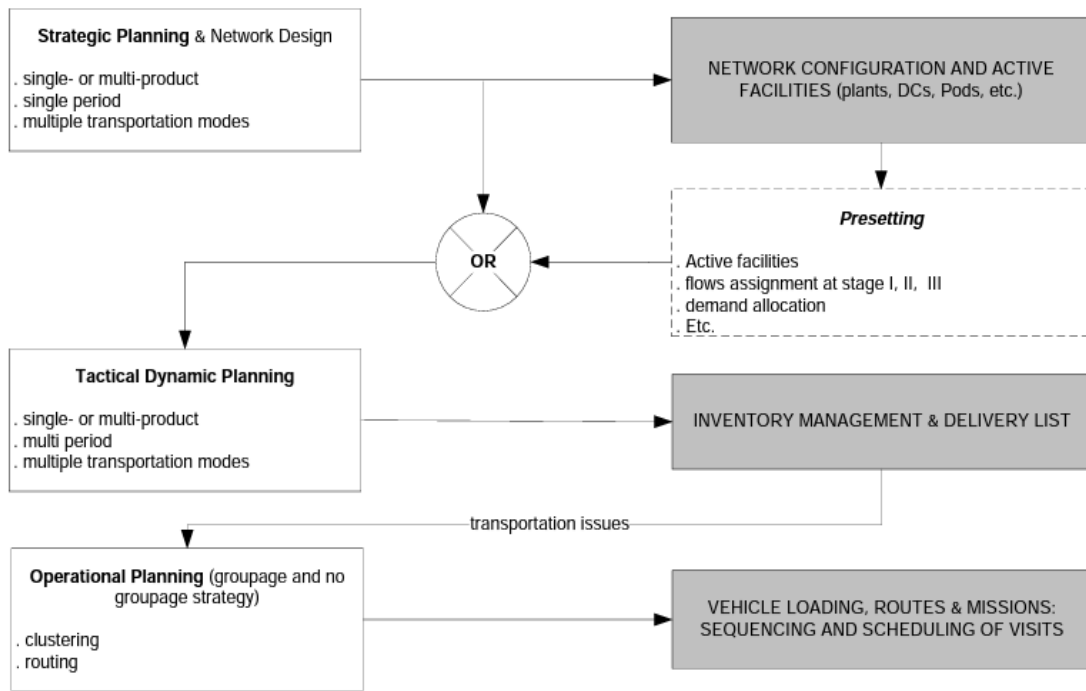 Strategic Planning & Network Design
. single- or multi-product
. single period
. multiple transportation modes
NETWORK CONFIGURATION AND ACTIVE
FACILITIES (plants, DCs, Pods, etc.)
Presetting
. Active facilities
. flows assignment at stage I, II, III
. demand allocation
. Etc.
OR
Tactical Dynamic Planning
. single- or multi-product
. multi period
. multiple transportation modes
INVENTORY MANAGEMENT & DELIVERY LIST
transportation issues
Operational Planning (groupage and no
groupage strategy)
. clustering
. routing
VEHICLE LOADING, ROUTES & MISSIONS:
SEQUENCING AND SCHEDULING OF VISITS